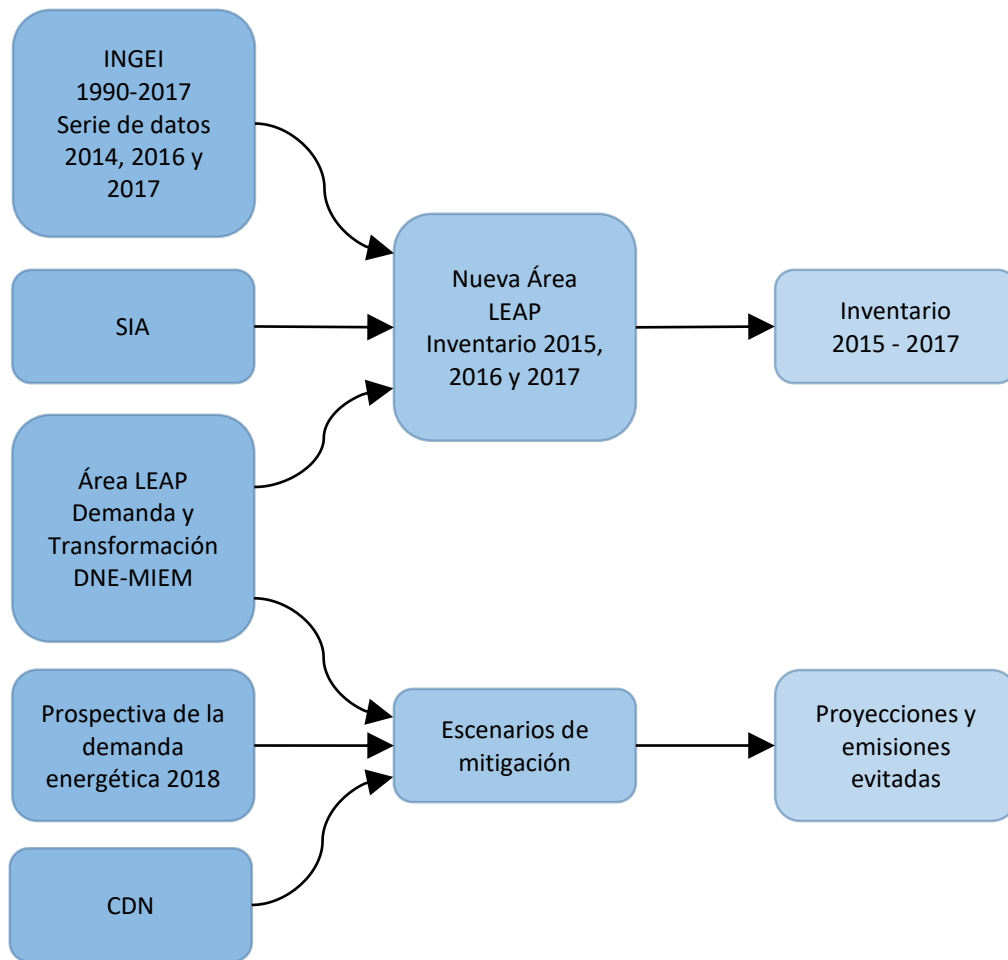 INGEI
1990-2017
Serie de datos
2014, 2016 y
2017
SIA
Área LEAP
Demanda y
Transformación
DNE-MIEM
Prospectiva de la
demanda
energética 2018
CDN
Nueva Área
LEAP
Inventario 2015,
2016 y 2017
Escenarios de
mitigación
Inventario
2015 - 2017
Proyecciones y
emisiones
evitadas